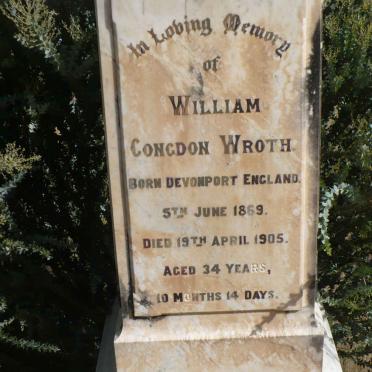 In Loving Memory
of
WILLIAM
CONGDON WROTH.
BORN DEVONPORT ENGLAND.
5TH JUNE 1869.
DIED 19TH APRIL 1905.
AGED 34 YEARS,
10 MONTHS 14 DAYS.